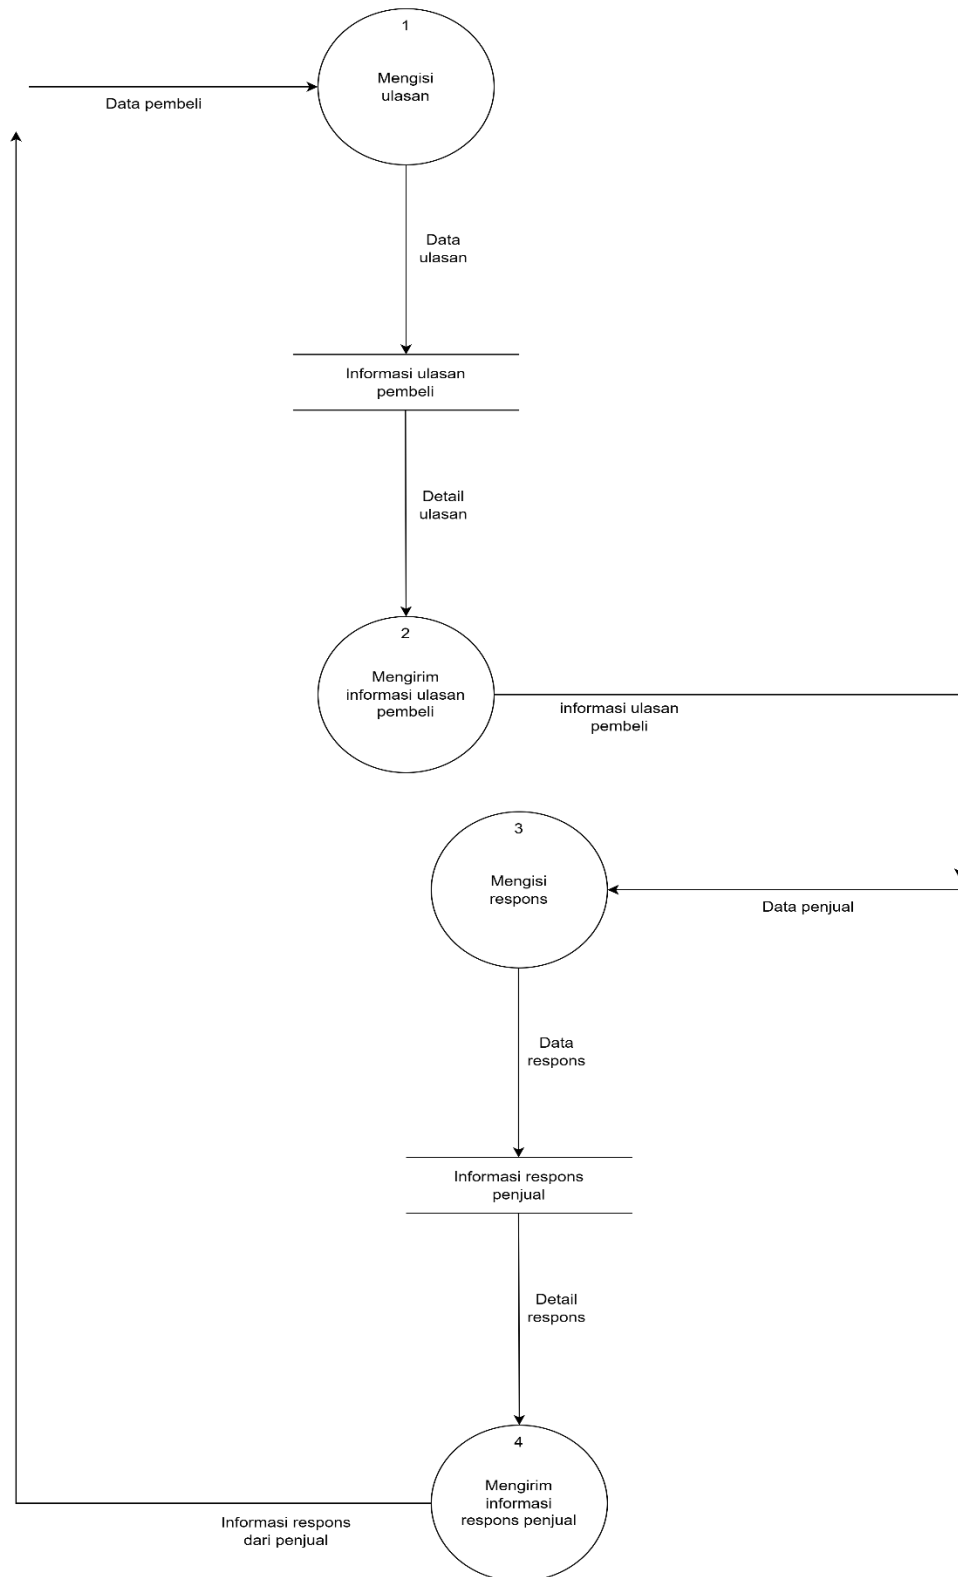 1
Mengisi
ulasan
Data pembeli
Data
ulasan
Informasi ulasan
pembeli
Detail
ulasan
2
Mengirim
informasi ulasan
pembeli
informasi ulasan
pembeli
3
Mengisi
respons
Data penjual
Data
respons
Informasi respons
penjual
Detail
respons
4
Mengirim
informasi
respons penjual
Informasi respons
dari penjual